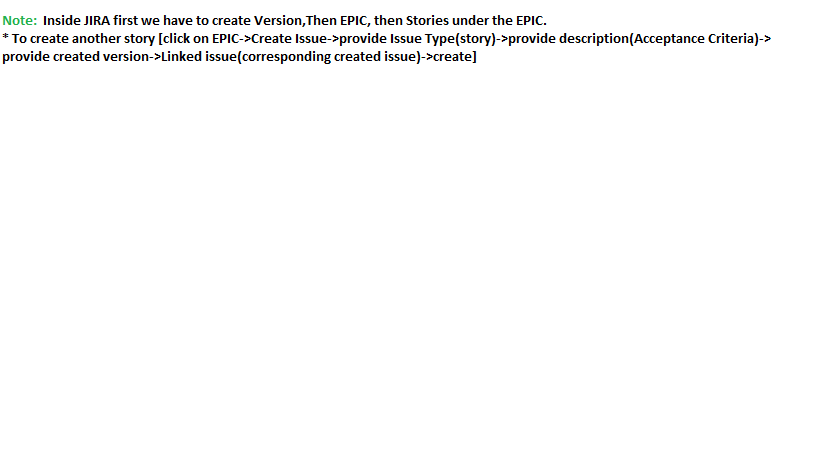 Note:  Inside JIRA first we have to create Version,Then EPIC, then Stories under the EPIC.
* To create another story [click on EPIC->Create Issue->provide Issue Type(story)->provide description(Acceptance Criteria)->
provide created version->Linked issue(corresponding created issue)->create]